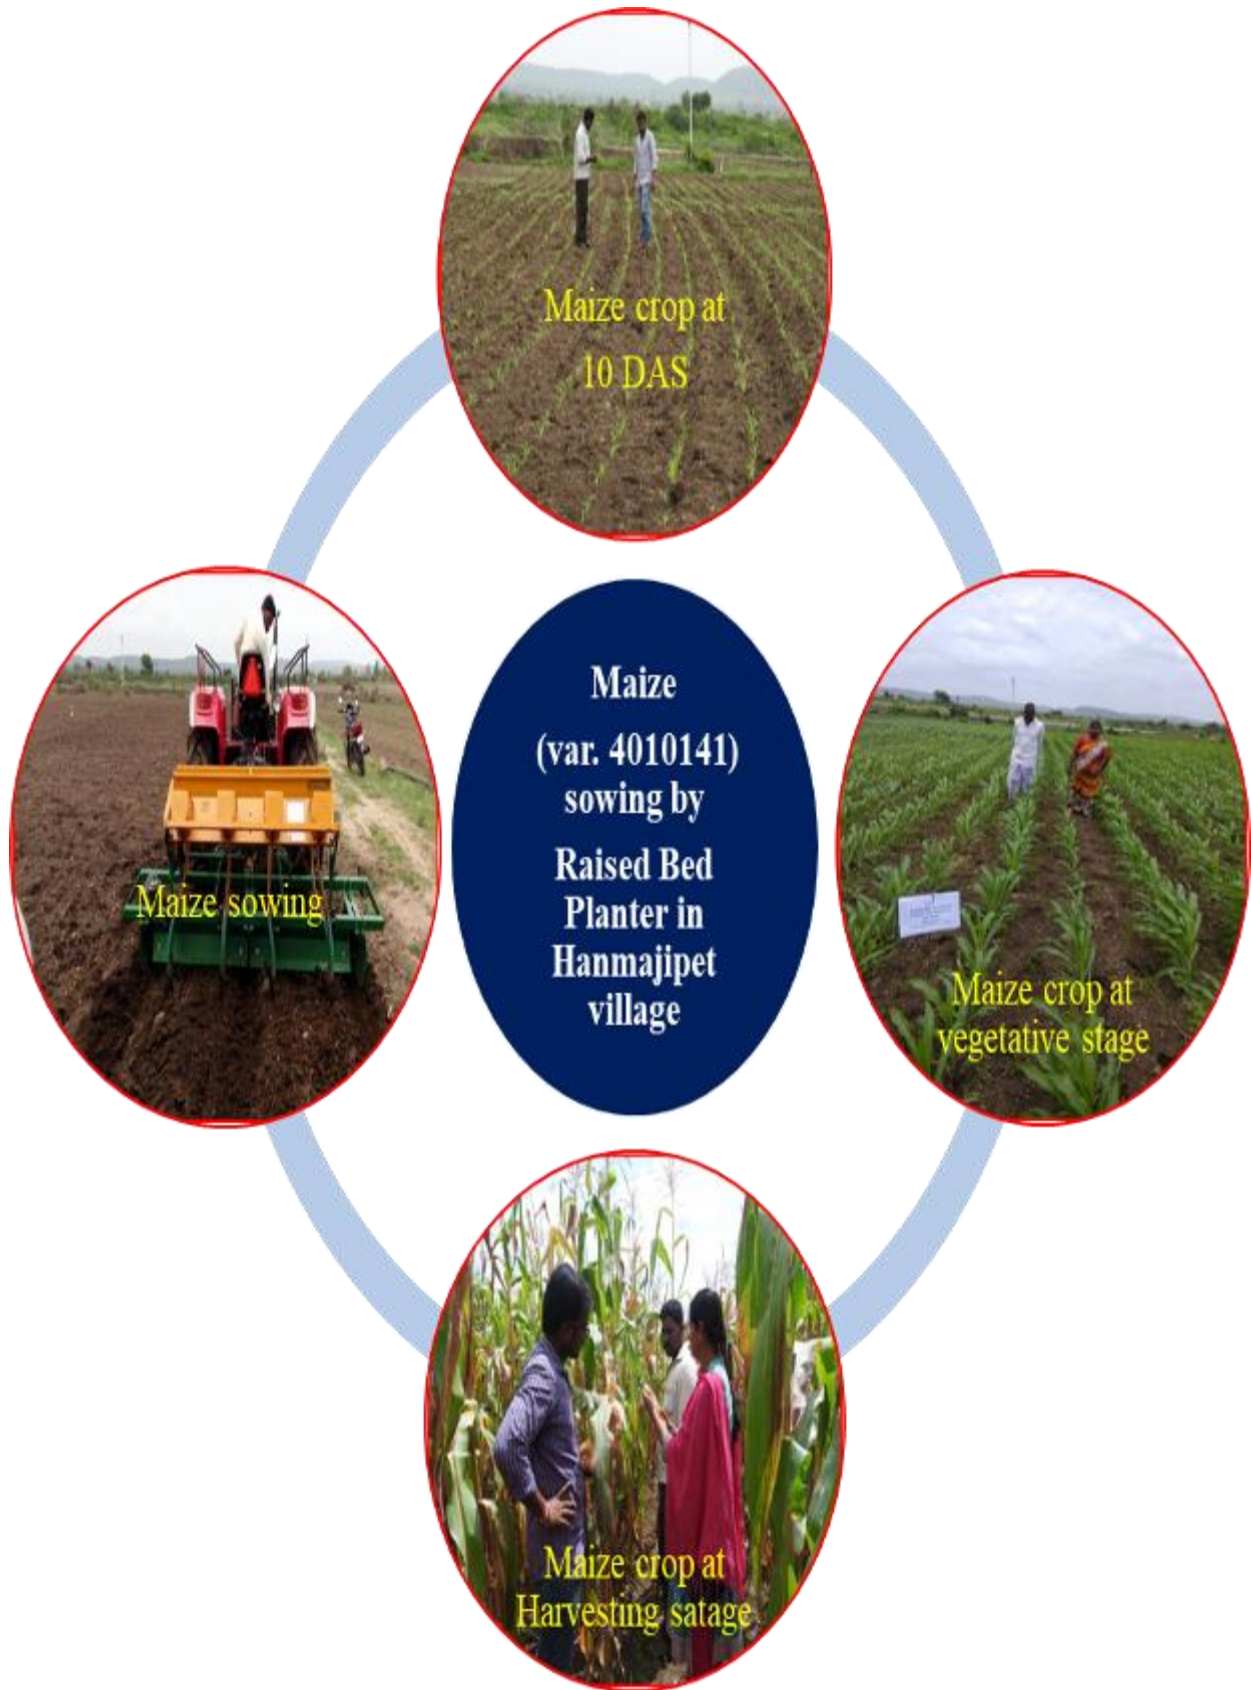 Maize crop at
10 DAS
Maize
(var. 4010141)
sowing by
Raised Bed
Planter in
Hanmajipet
village
Maize sowing
Maize crop at
vegetative stage
Maize crop at
Harvesting satage